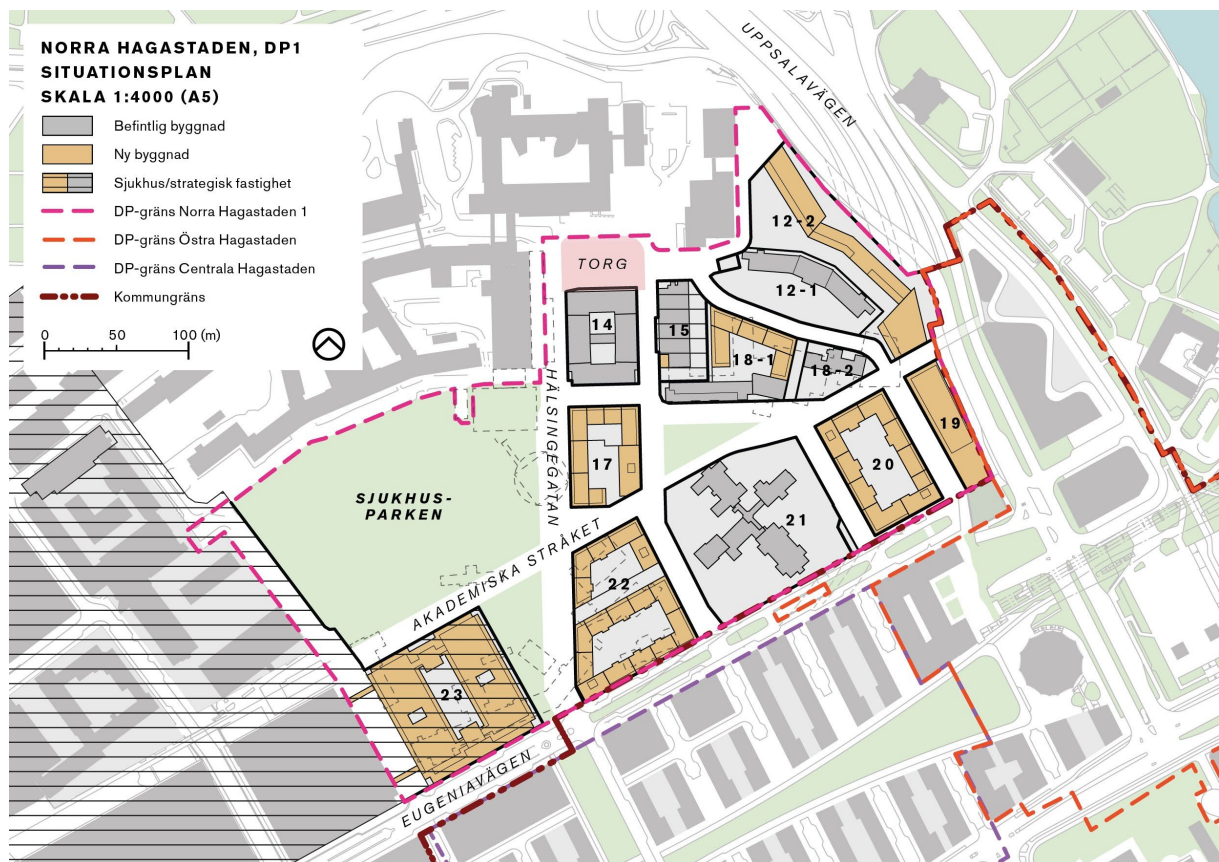 NORRA HAGASTADEN, DP1
SITUATIONSPLAN
SKALA 1:4000 (A5)
Befintlig byggnad
Ny byggnad
Sjukhus/strategisk fastighet
DP-gräns Norra Hagastaden 1
DP-gräns Östra Hagastaden
DP-gräns Centrala Hagastaden
Kommungräns
0 50 100 (m)
UPPSALAVÄGEN
12-2
TORG
12-1
14
15
18-1
18-2
HÄLSINGEGATAN
19
17
20
SJUKHUS-
PARKEN
21
AKADEMISKA STRÅKET
22
23
EUGENIAVÄGEN